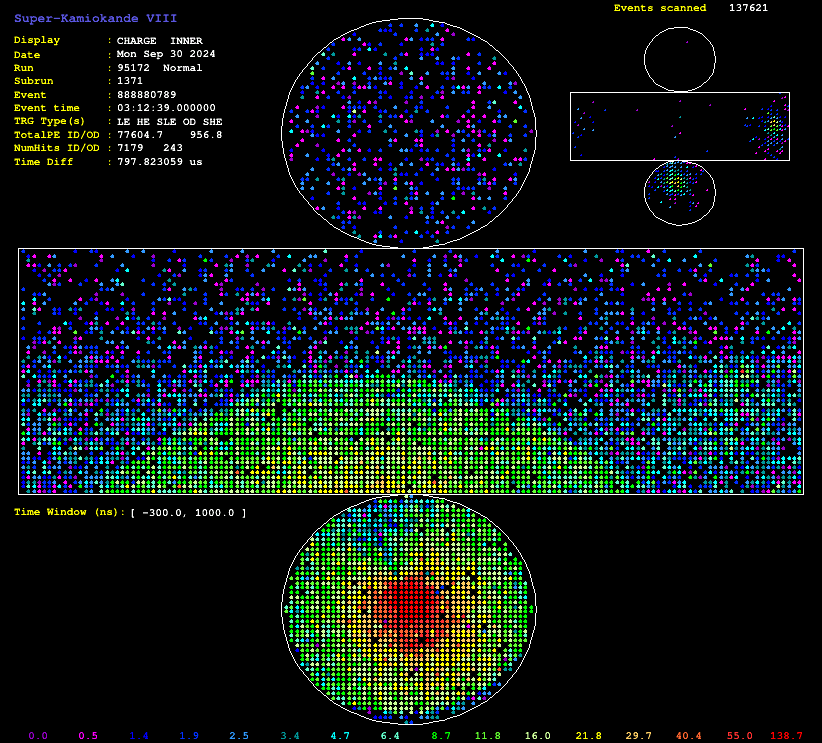 Super-Kamiokande VIII
Events scanned 137621
Display : CHARGE INNER
Date : Mon Sep 30 2024
Run : 95172 Normal
Subrun : 1371
Event : 888880789
Event time : 03:12:39.000000
TRG Type(s) : LE HE SLE OD SHE
TotalPE ID/OD : 77604.7 956.8
NumHits ID/OD : 7179 243
Time Diff : 797.823059 us
Time Window (ns): [ -300.0, 1000.0 ]
0.0 0.5 1.4 1.9 2.5 3.4 4.7 6.4 8.7 11.8 16.0 21.8 29.7 40.4 55.0 138.7